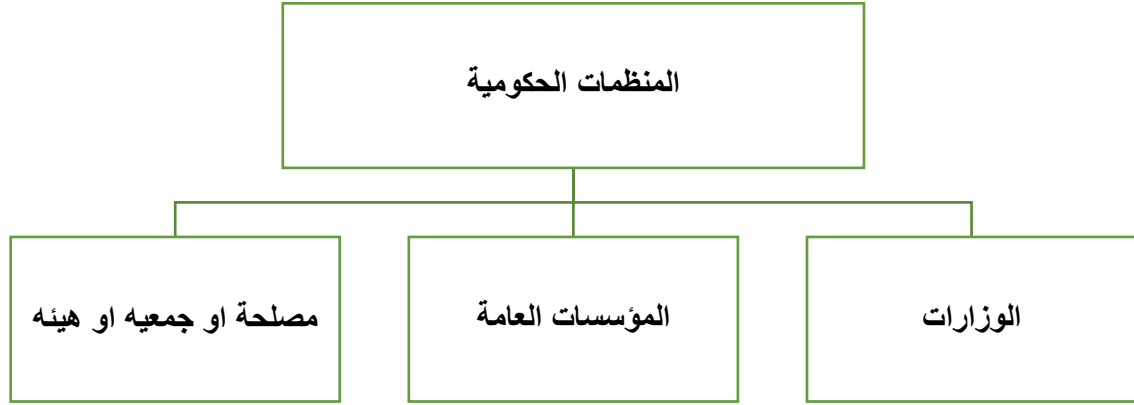 المنظمات الحكومية
الوزارات
المؤسسات العامة
مصلحة او جمعيه او هيئه